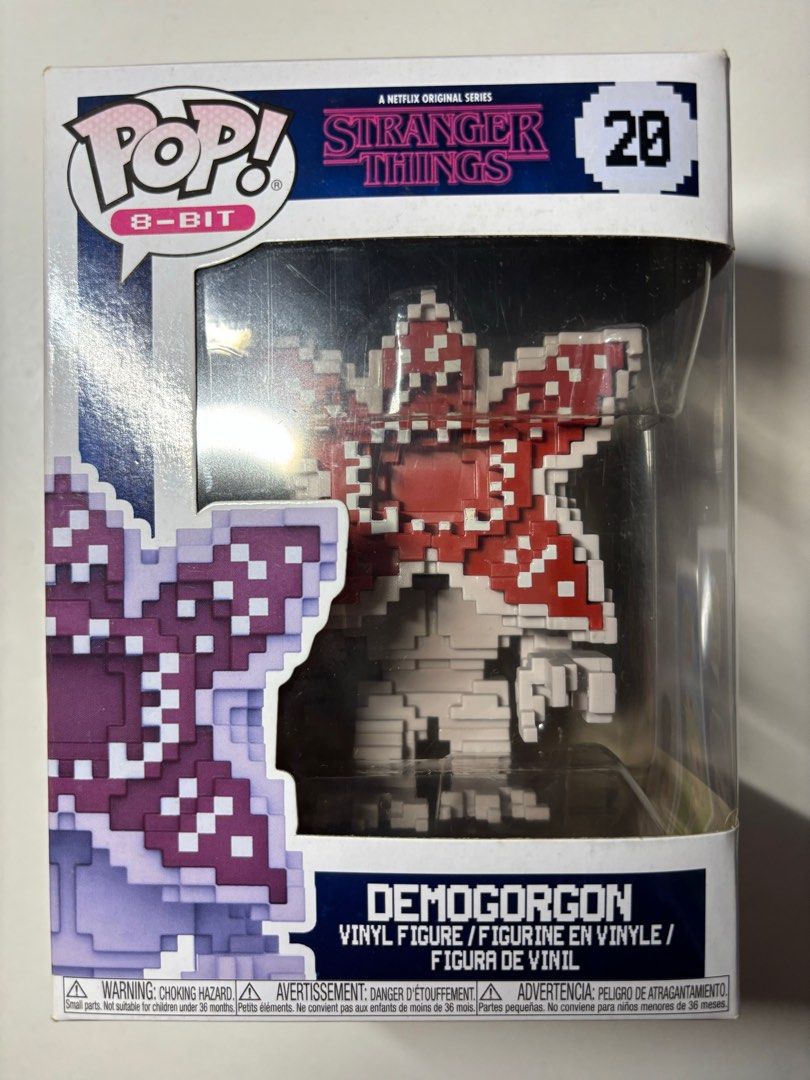 POP!®
8-BIT
A NETFLIX ORIGINAL SERIES
STRANGER
THINGS
20
DEMOGORGON
VINYL FIGURE / FIGURINE EN VINYLE /
FIGURA DE VINIL
WARNING: CHOKING HAZARD.
Small parts. Not suitable for children under 36 months.
AVERTISSEMENT: DANGER D'ÉTOUFFEMENT.
Petits éléments. Ne convient pas aux enfants de moins de 36 mois.
ADVERTENCIA: PELIGRO DE ATRAGANTAMIENTO.
Partes pequeñas. No conviene para niños menores de 36 meses.